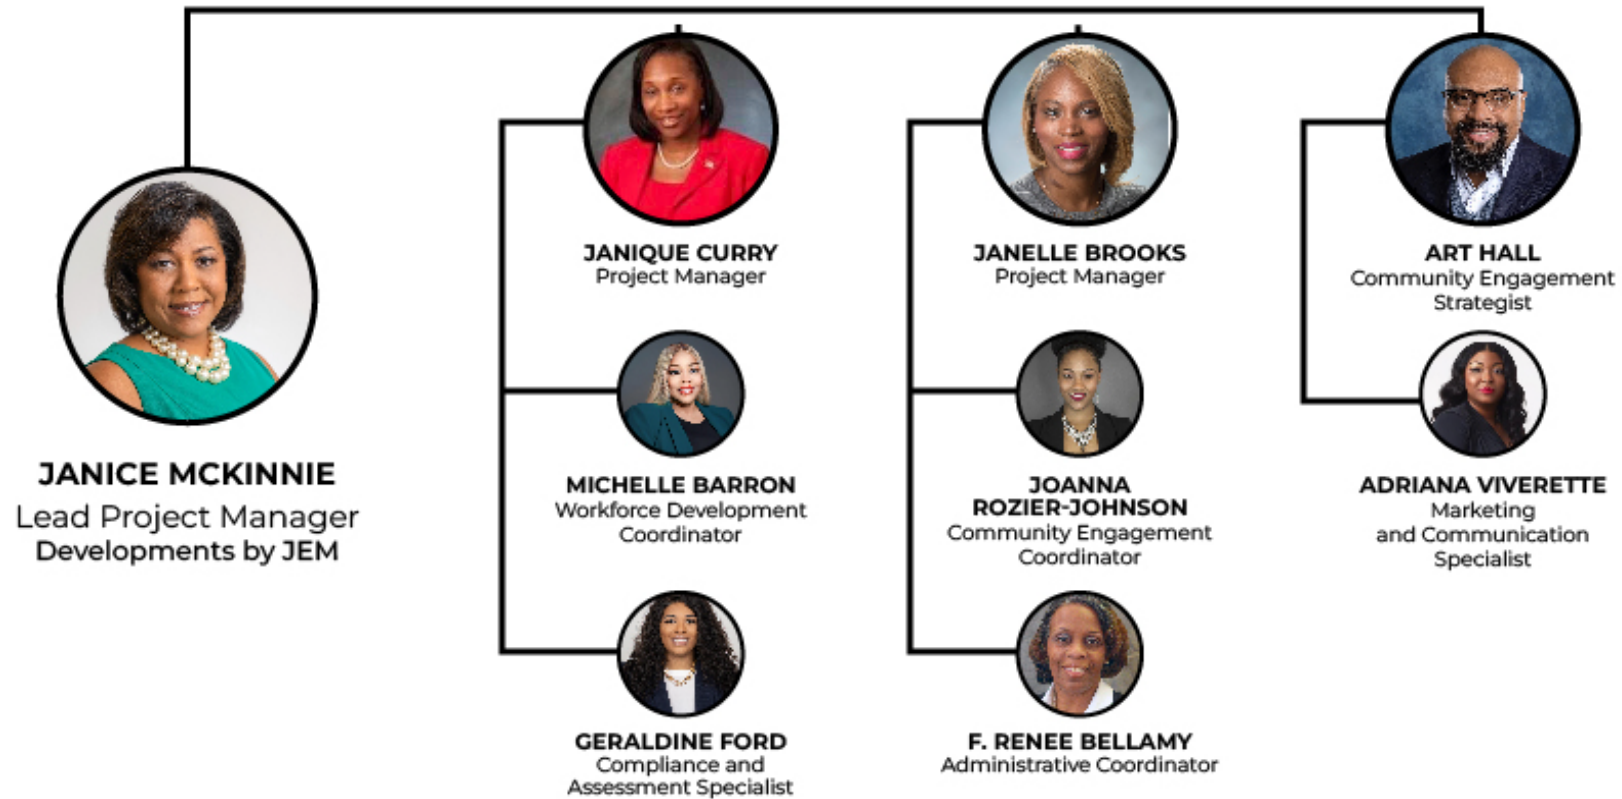 JANICE MCKINNIE
Lead Project Manager
Developments by JEM
JANIQUE CURRY
Project Manager
MICHELLE BARRON
Workforce Development
Coordinator
GERALDINE FORD
Compliance and
Assessment Specialist
JANELLE BROOKS
Project Manager
JOANNA
ROZIER-JOHNSON
Community Engagement
Coordinator
F. RENEE BELLAMY
Administrative Coordinator
ART HALL
Community Engagement
Strategist
ADRIANA VIVERETTE
Marketing
and Communication
Specialist